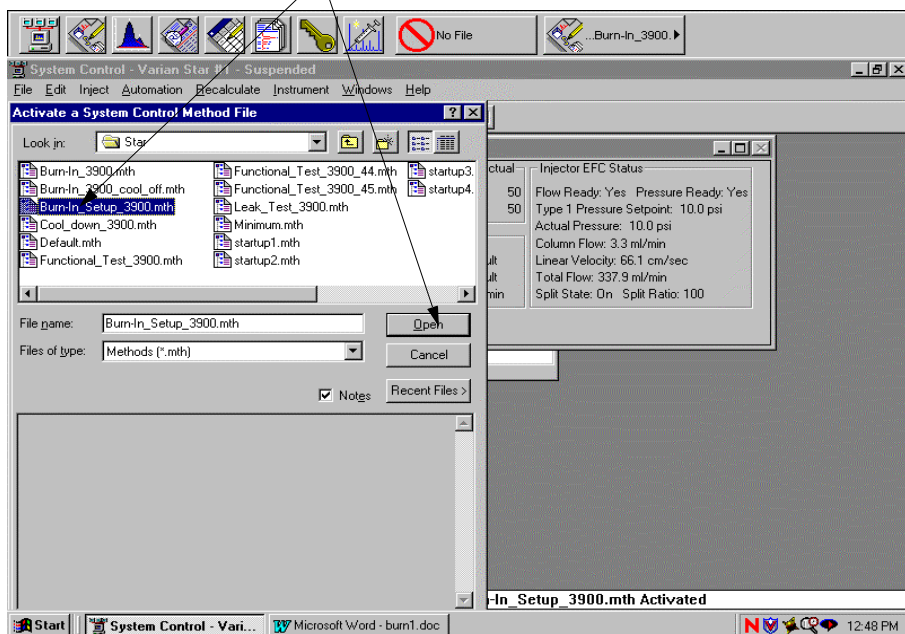 No File
...Burn-In_3900.
System Control - Varian Star #1 - Suspended
File Edit Inject Automation Recalculate Instrument Windows Help
Activate a System Control Method File
Look in: Star
Burn-In_3900.mth
Burn-In_3900_cool_off.mth
Burn-In_Setup_3900.mth
Cool_down_3900.mth
Default.mth
Functional_Test_3900.mth
Functional_Test_3900_44.mth
Functional_Test_3900_45.mth
Leak_Test_3900.mth
Minimum.mth
startup1.mth
startup2.mth
startup3.
startup4.
File name: Burn-In_Setup_3900.mth
Open
Files of type: Methods (*.mth)
Cancel
Notes
Recent Files >
ctual
50
50
ult
ult
min
Injector EFC Status
Flow Ready: Yes Pressure Ready: Yes
Type 1 Pressure Setpoint: 10.0 psi
Actual Pressure: 10.0 psi
Column Flow: 3.3 ml/min
Linear Velocity: 66.1 cm/sec
Total Flow: 337.9 ml/min
Split State: On Split Ratio: 100
-In_Setup_3900.mth Activated
Start
System Control - Vari...
Microsoft Word - burn1.doc
12:48 PM